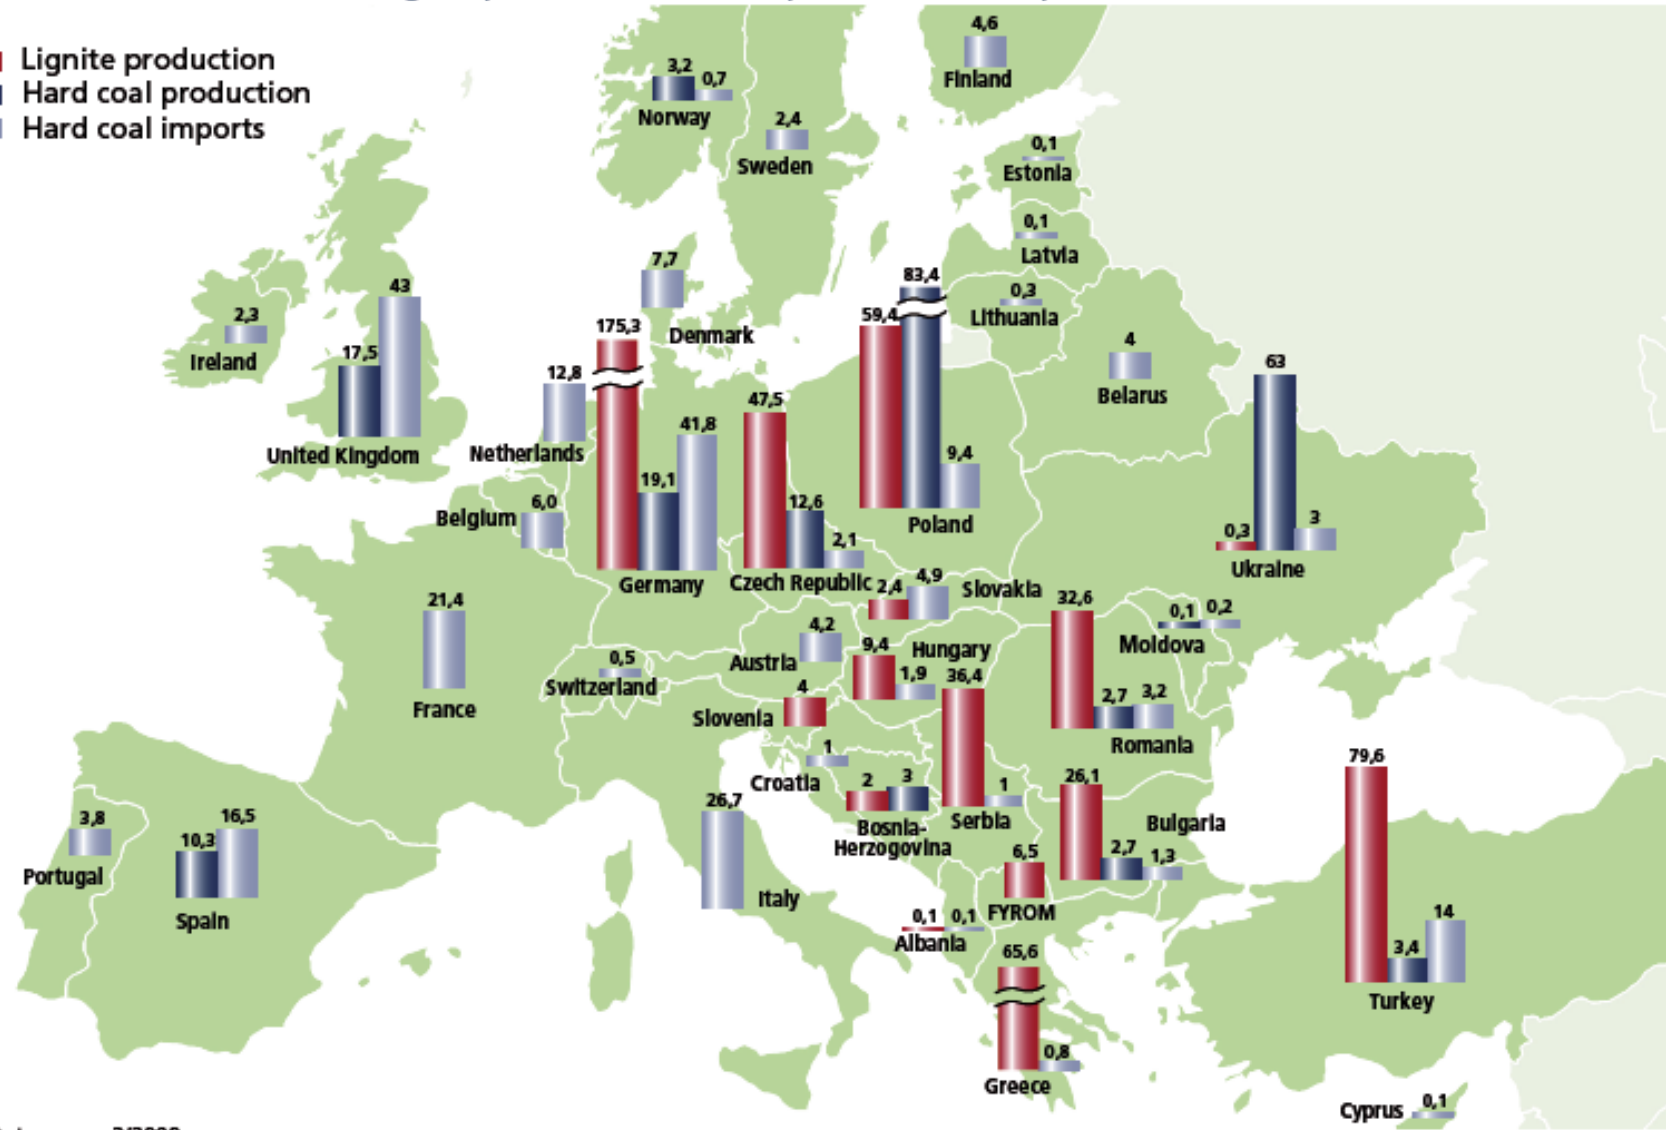 Lignite production
Hard coal production
Hard coal imports
4,6
Finland
3,2
0,7
Norway
2,4
Sweden
0,1
Estonia
0,1
Latvia
0,3
Lithuania
7,7
Denmark
2,3
Ireland
17,5
43
United Kingdom
12,8
Netherlands
175,3
19,1
41,8
Germany
47,5
12,6
2,1
Czech Republic
59,4
83,4
9,4
Poland
4
Belarus
0,3
63
3
Ukraine
Belgium
6,0
21,4
France
0,5
Switzerland
4,2
Austria
2,4
4,9
Slovakia
9,4
1,9
Hungary
4
Slovenia
1
Croatia
2
3
Bosnia-
Herzogovina
36,4
1
Serbia
32,6
2,7
3,2
Romania
0,1
0,2
Moldova
26,1
2,7
1,3
Bulgaria
6,5
FYROM
0,1
0,1
Albania
65,6
0,8
Greece
79,6
3,4
14
Turkey
0,1
Cyprus
26,7
Italy
3,8
Portugal
10,3
16,5
Spain